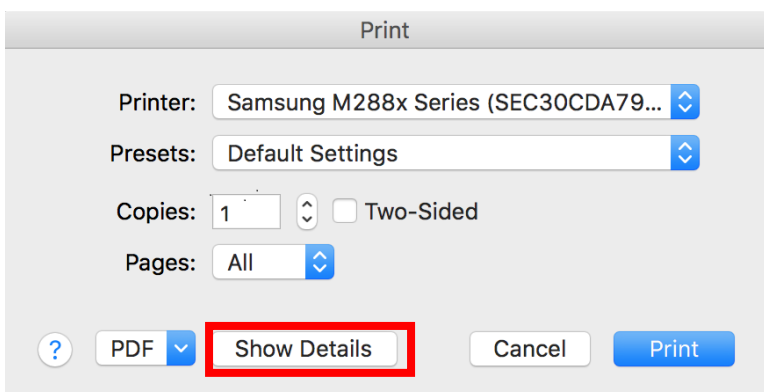 Print
Printer: Samsung M288x Series (SEC30CDA79...
Presets: Default Settings
Copies: 1 Two-Sided
Pages: All
? PDF Show Details Cancel Print